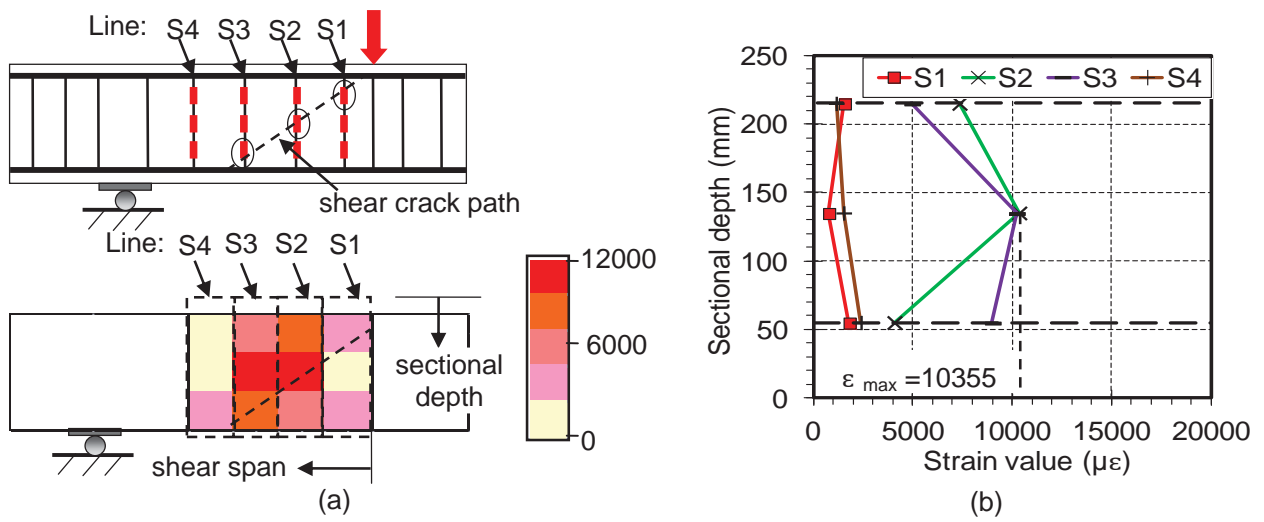 Line: S4 S3 S2 S1
shear crack path
Line: S4 S3 S2 S1
12000
6000
0
sectional
depth
shear span
(a)
250
200
150
100
50
0
Sectional depth (mm)
S1 S2 S3 S4
ε max =10355
0 5000 10000 15000 20000
Strain value (µε)
(b)